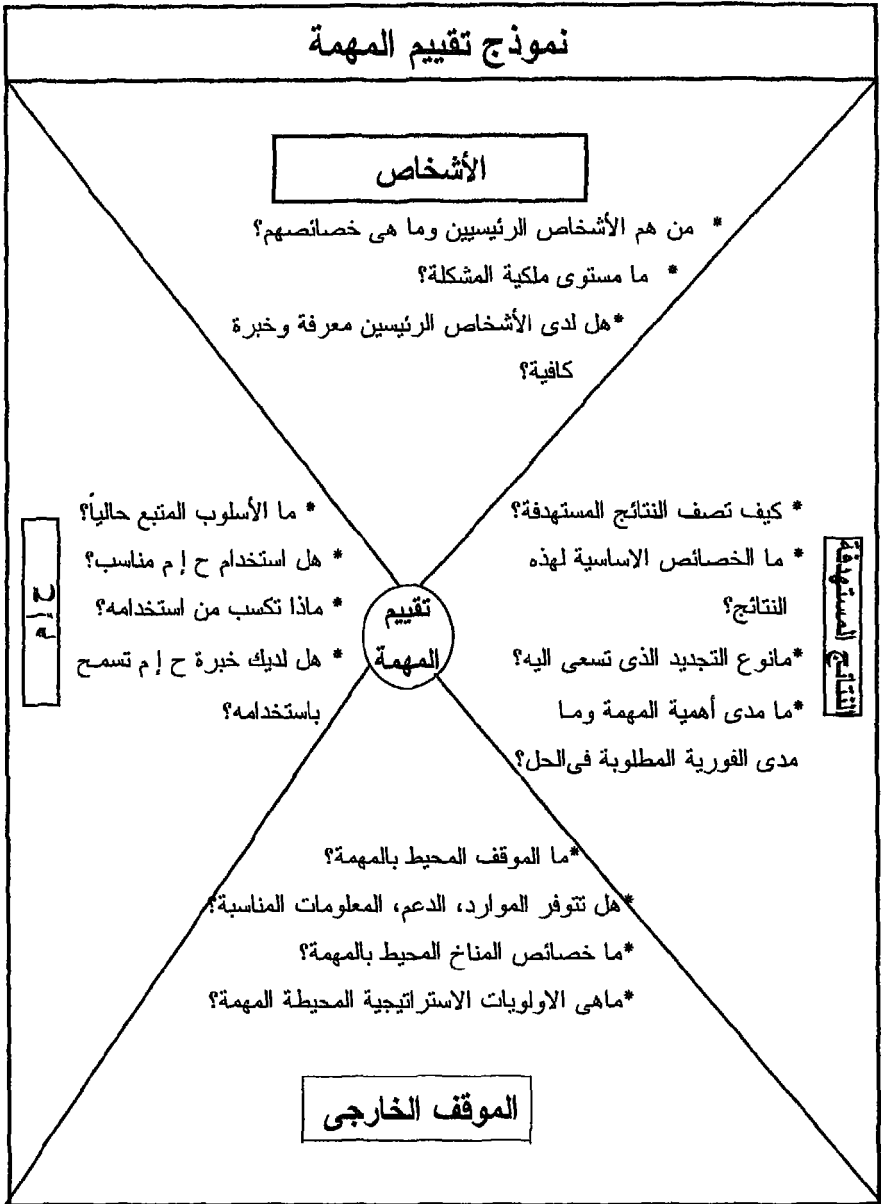 نموذج تقييم المهمة
الأشخاص
* من هم الأشخاص الرئيسيين وما هى خصائصهم؟
* ما مستوى ملكية المشكلة؟
*هل لدى الأشخاص الرئيسين معرفة وخبرة
كافية؟
النتائج المستهدفة
* كيف تصف النتائج المستهدفة؟
* ما الخصائص الاساسية لهذه
النتائج؟
*مانوع التجديد الذى تسعى اليه؟
*ما مدى أهمية المهمة وما
مدى الفورية المطلوبة فى الحل؟
تقييم
المهمة
* ما الأسلوب المتبع حالياً؟
* هل استخدام ح إ م مناسب؟
* ماذا تكسب من استخدامه؟
* هل لديك خبرة ح إ م تسمح
باستخدامه؟
ح إ م
*ما الموقف المحيط بالمهمة؟
*هل تتوفر الموارد، الدعم، المعلومات المناسبة؟
*ما خصائص المناخ المحيط بالمهمة؟
*ماهى الاولويات الاستراتيجية المحيطة المهمة؟
الموقف الخارجى